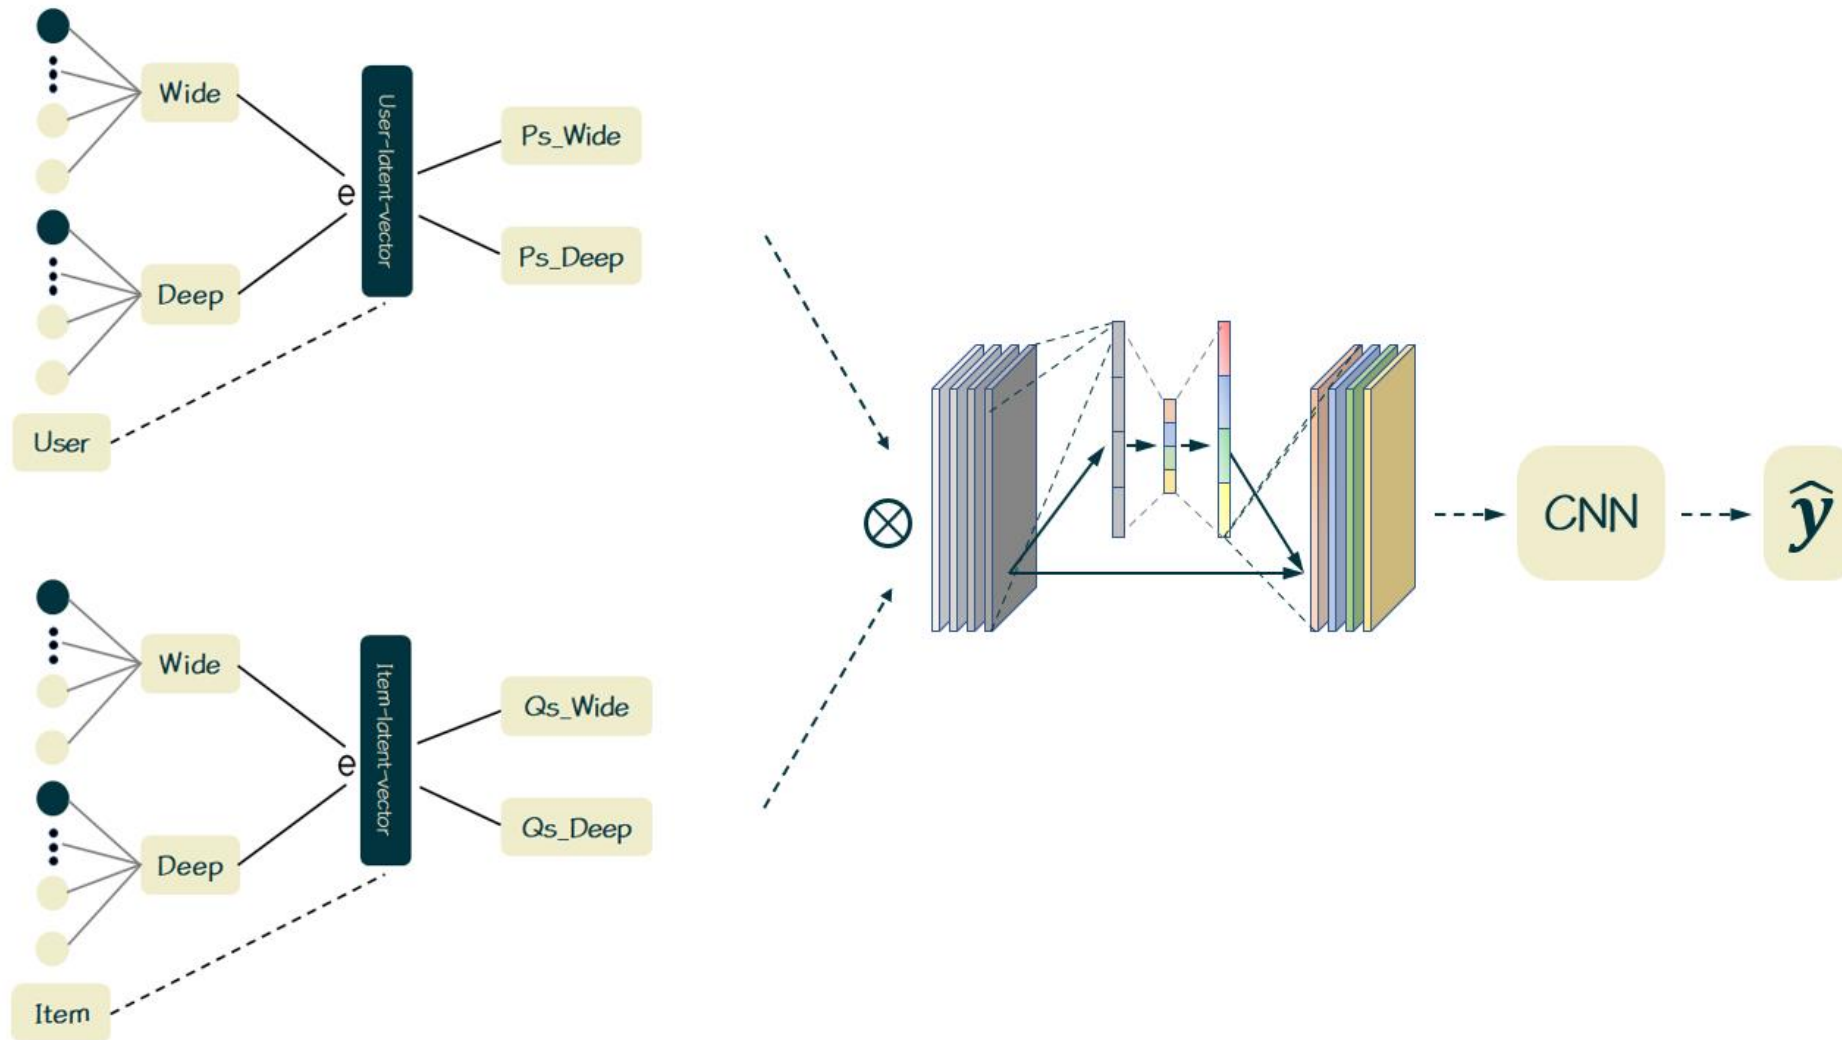 Wide
Deep
User
e
User-latent-vector
Ps_Wide
Ps_Deep
Wide
Deep
Item
e
Item-latent-vector
Qs_Wide
Qs_Deep
CNN
ŷ